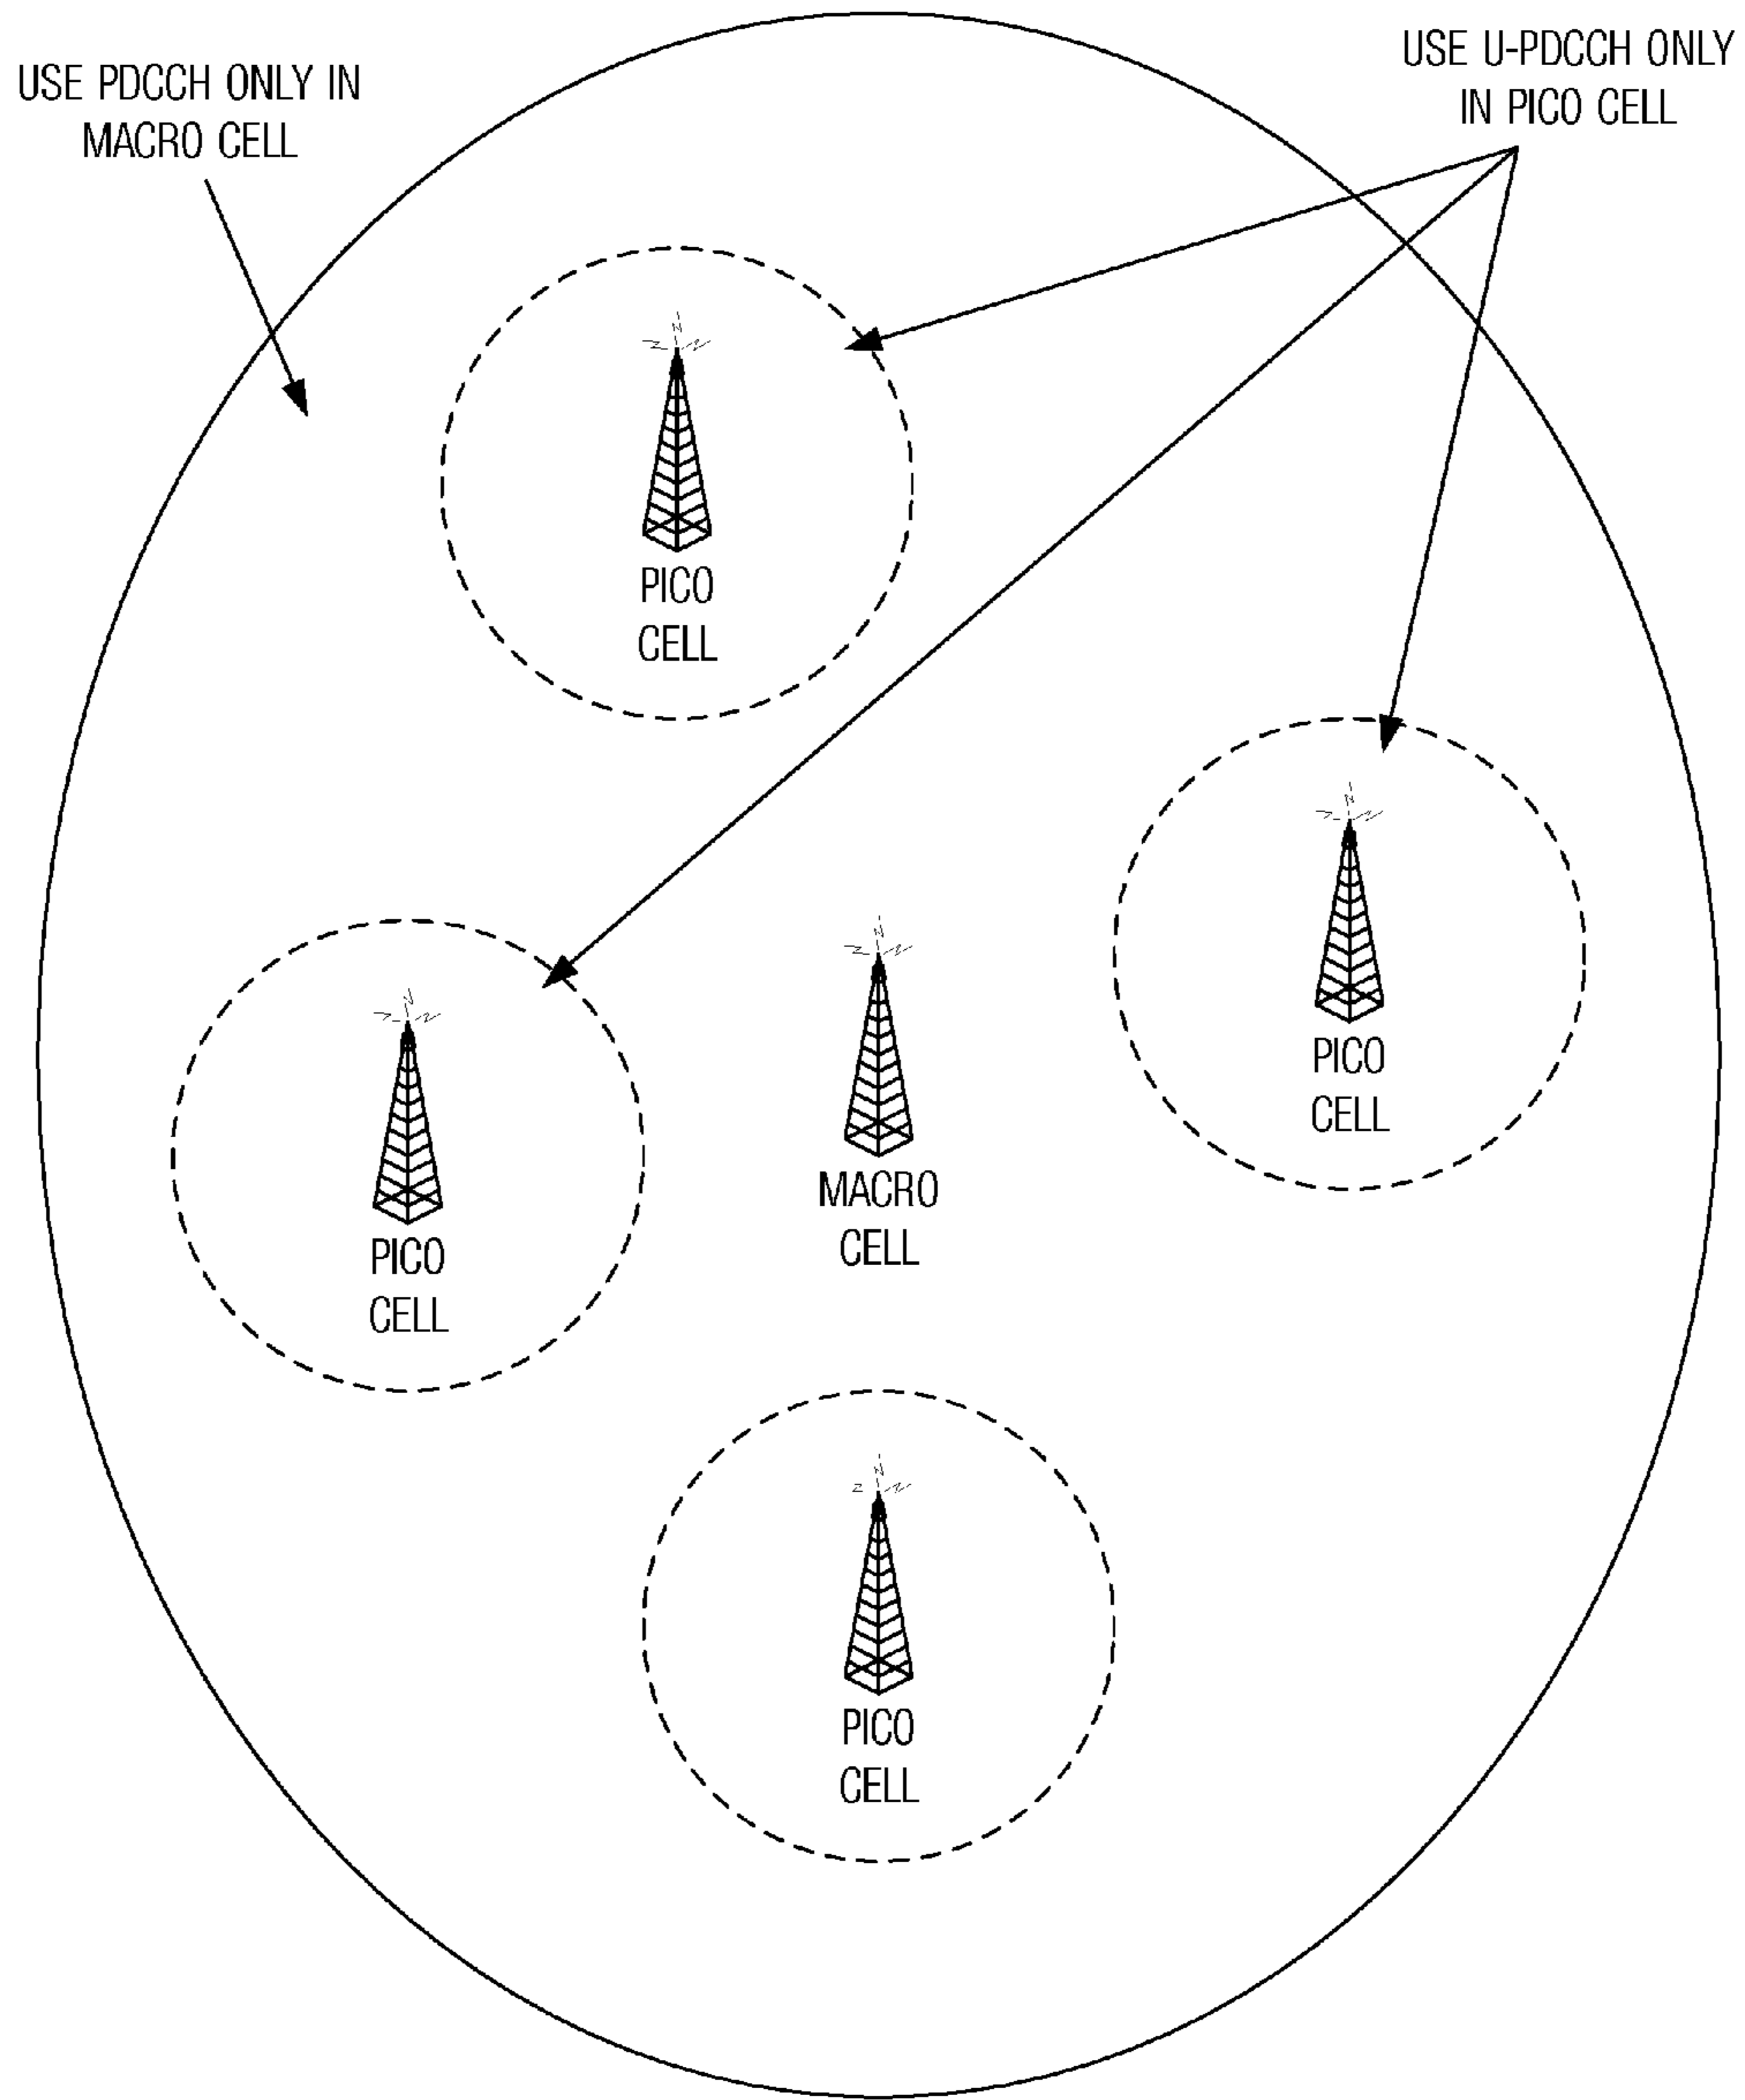 USE PDCCH ONLY IN
MACRO CELL
USE U-PDCCH ONLY
IN PICO CELL
PICO
CELL
PICO
CELL
PICO
CELL
MACRO
CELL
PICO
CELL